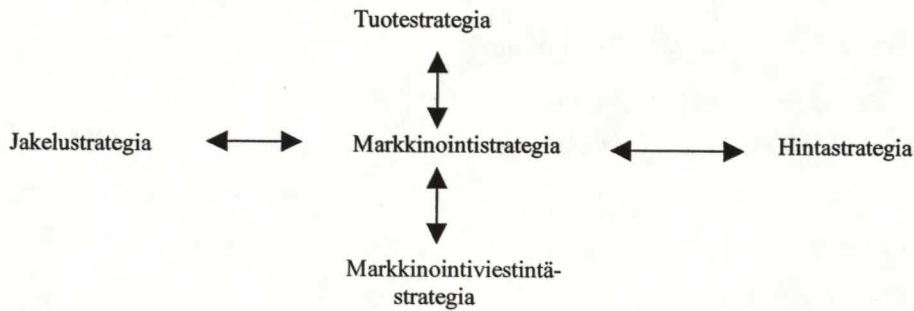 Tuotestrategia
Jakelustrategia
Markkinointistrategia
Hintastrategia
Markkinointiviestintä-
strategia